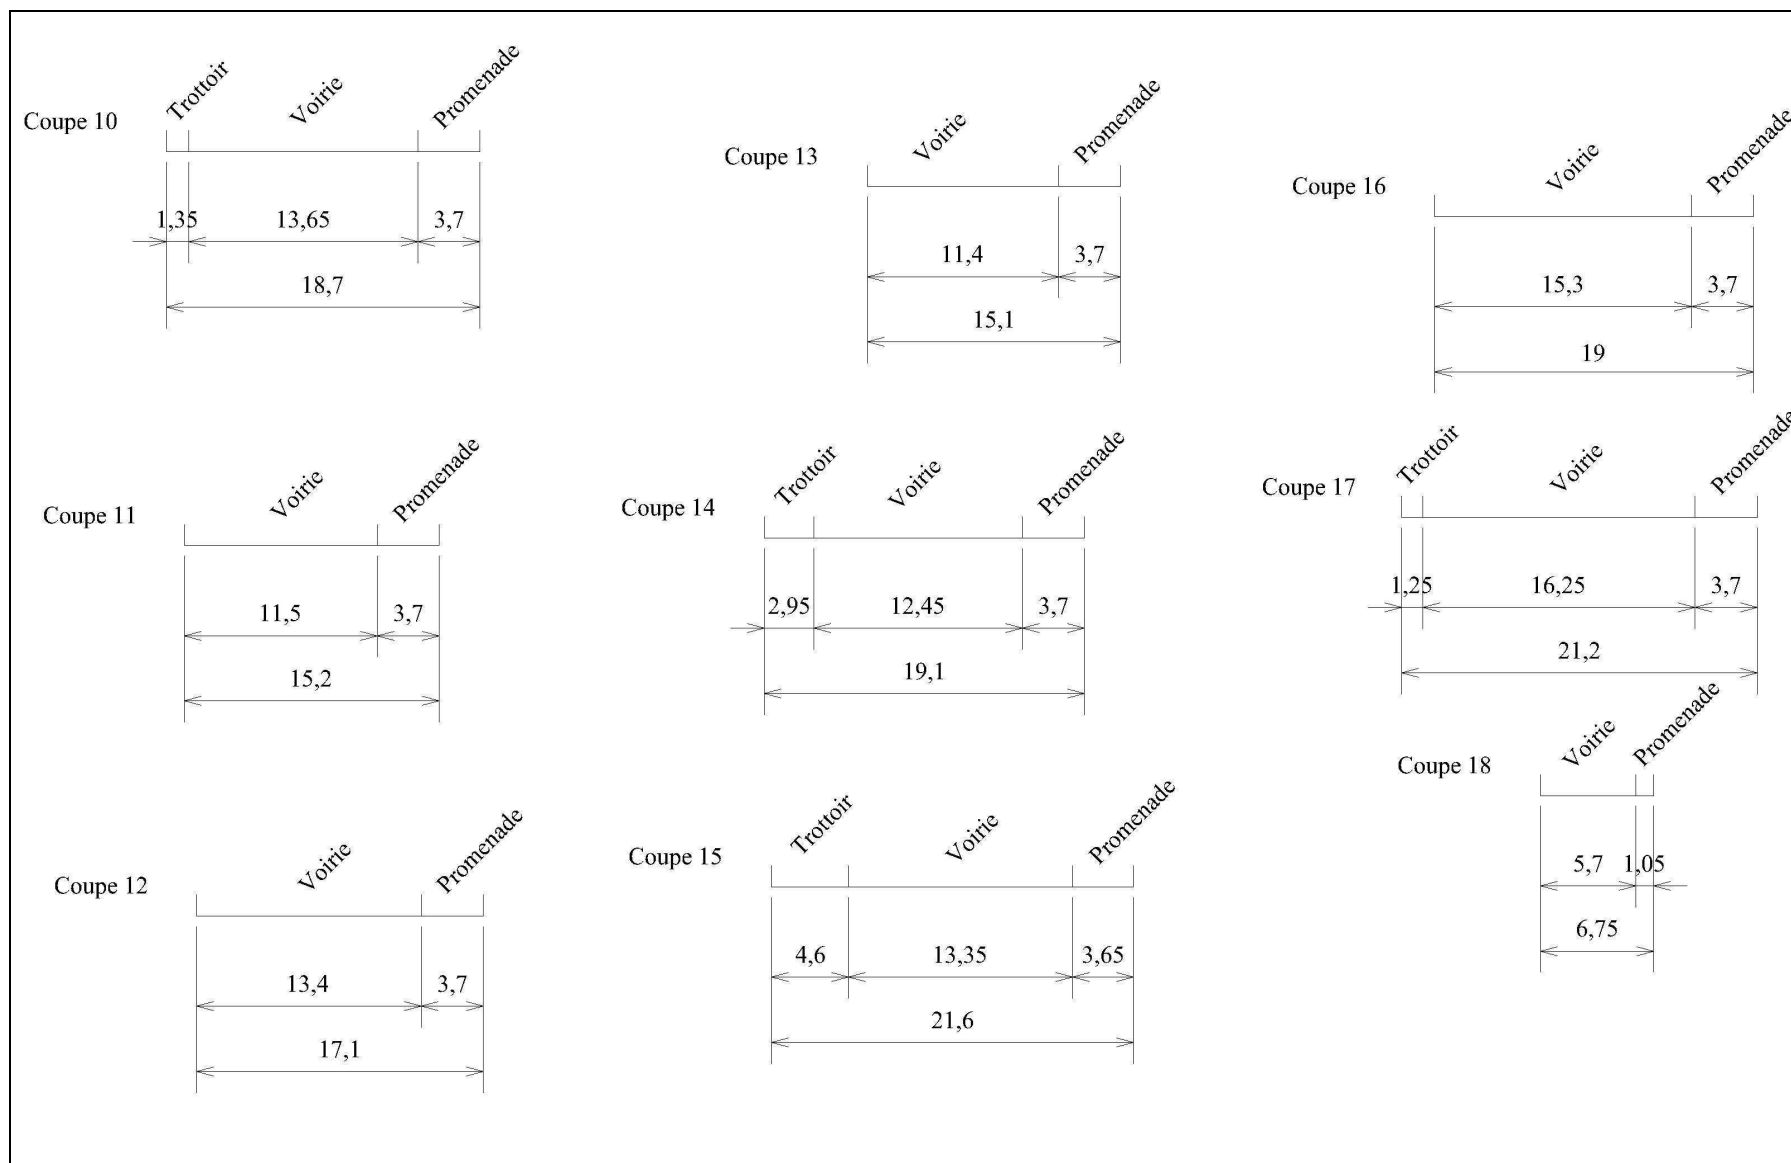 Coupe 10
Trottoir
Voirie
Promenade
1,35
13,65
3,7
18,7
Coupe 11
Voirie
Promenade
11,5
3,7
15,2
Coupe 12
Voirie
Promenade
13,4
3,7
17,1
Coupe 13
Voirie
Promenade
11,4
3,7
15,1
Coupe 14
Trottoir
Voirie
Promenade
2,95
12,45
3,7
19,1
Coupe 15
Trottoir
Voirie
Promenade
4,6
13,35
3,65
21,6
Coupe 16
Voirie
Promenade
15,3
3,7
19
Coupe 17
Trottoir
Voirie
Promenade
1,25
16,25
3,7
21,2
Coupe 18
Voirie
Promenade
5,7
1,05
6,75